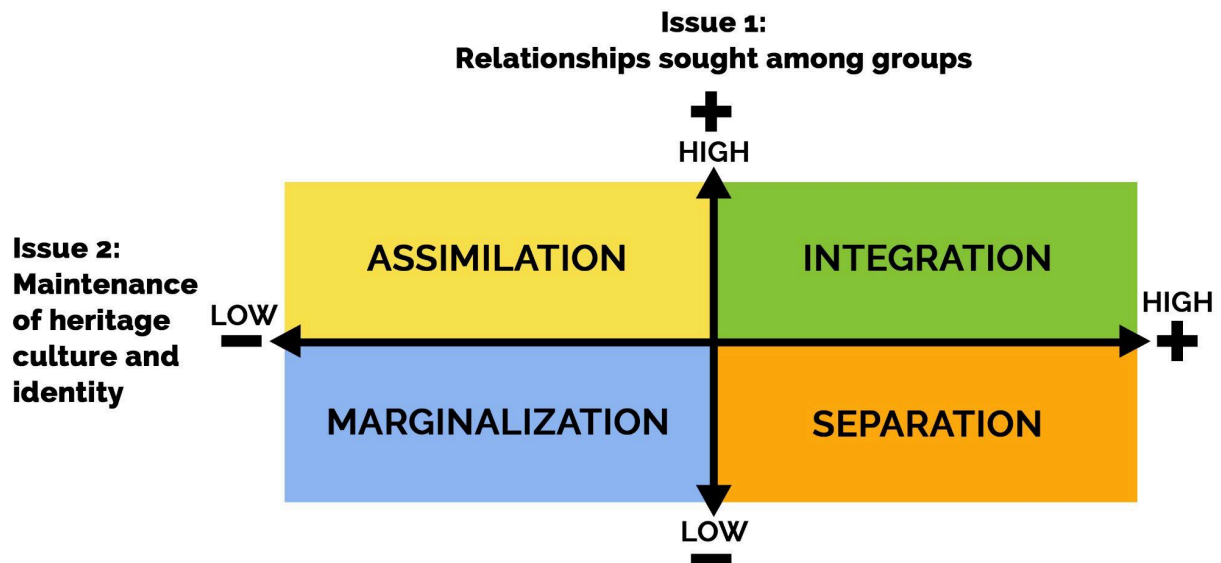 Issue 1:
Relationships sought among groups
+
HIGH
ASSIMILATION
INTEGRATION
Issue 2:
Maintenance
of heritage
culture and
identity
LOW
−
HIGH
+
MARGINALIZATION
SEPARATION
LOW
−